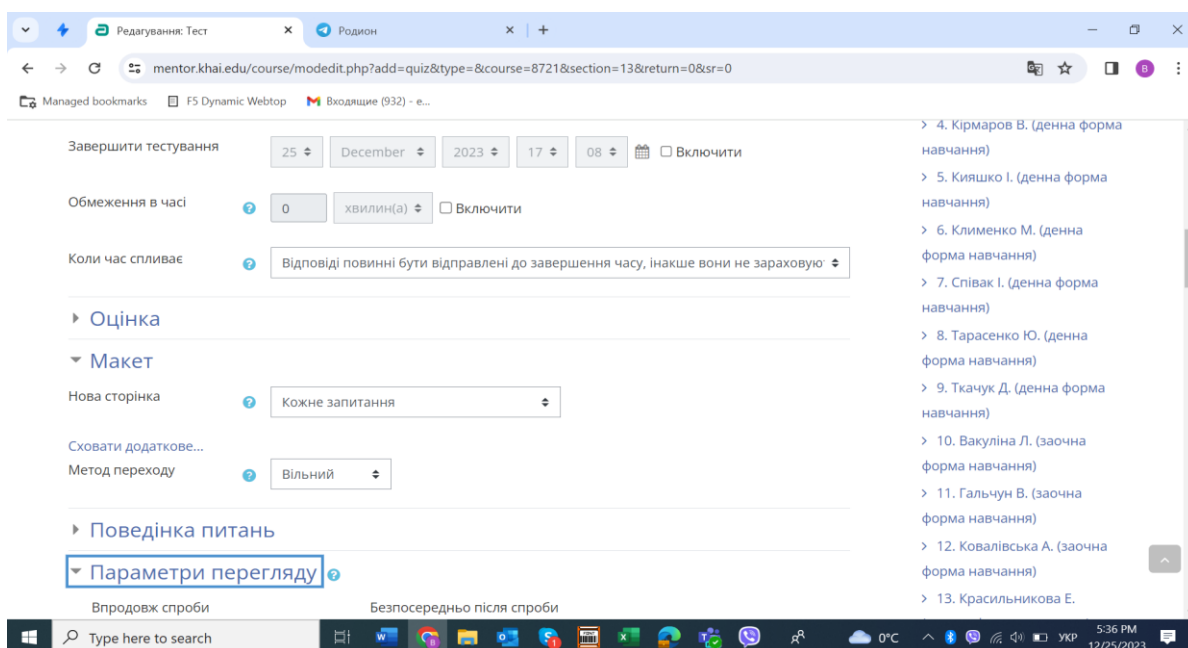 Редагування: Тест
Родион
mentor.khai.edu/course/modedit.php?add=quiz&type=&course=8721&section=13&return=0&sr=0
B
Managed bookmarks
F5 Dynamic Webtop
Входящие (932) - e...
Завершити тестування
25
December
2023
17
08
Включити
Обмеження в часі
0
хвилин(а)
Включити
Коли час спливає
Відповіді повинні бути відправлені до завершення часу, інакше вони не зараховую
Оцінка
Макет
Нова сторінка
Кожне запитання
Сховати додаткове...
Метод переходу
Вільний
Поведінка питань
Параметри перегляду
Впродовж спроби
Безпосередньо після спроби
4. Кірмаров В. (денна форма
навчання)
5. Кияшко І. (денна форма
навчання)
6. Клименко М. (денна
форма навчання)
7. Співак І. (денна форма
навчання)
8. Тарасенко Ю. (денна
форма навчання)
9. Ткачук Д. (денна форма
навчання)
10. Вакуліна Л. (заочна
форма навчання)
11. Гальчун В. (заочна
форма навчання)
12. Ковалівська А. (заочна
форма навчання)
13. Красильникова Е.
Type here to search
0°C
УКР
5:36 PM
12/25/2023